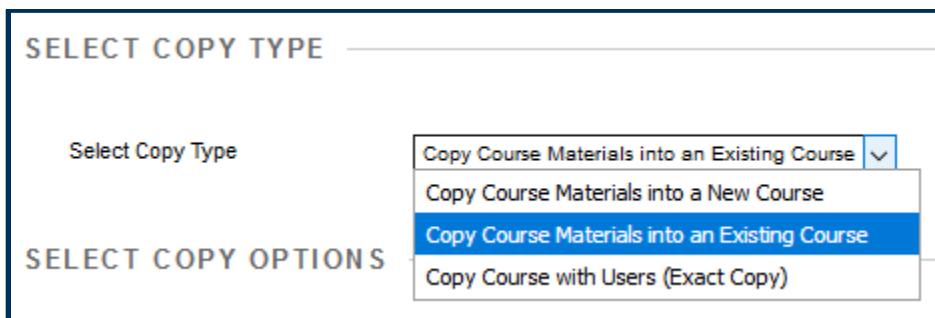 SELECT COPY TYPE
Select Copy Type
Copy Course Materials into an Existing Course
Copy Course Materials into a New Course
Copy Course Materials into an Existing Course
SELECT COPY OPTIONS
Copy Course with Users (Exact Copy)